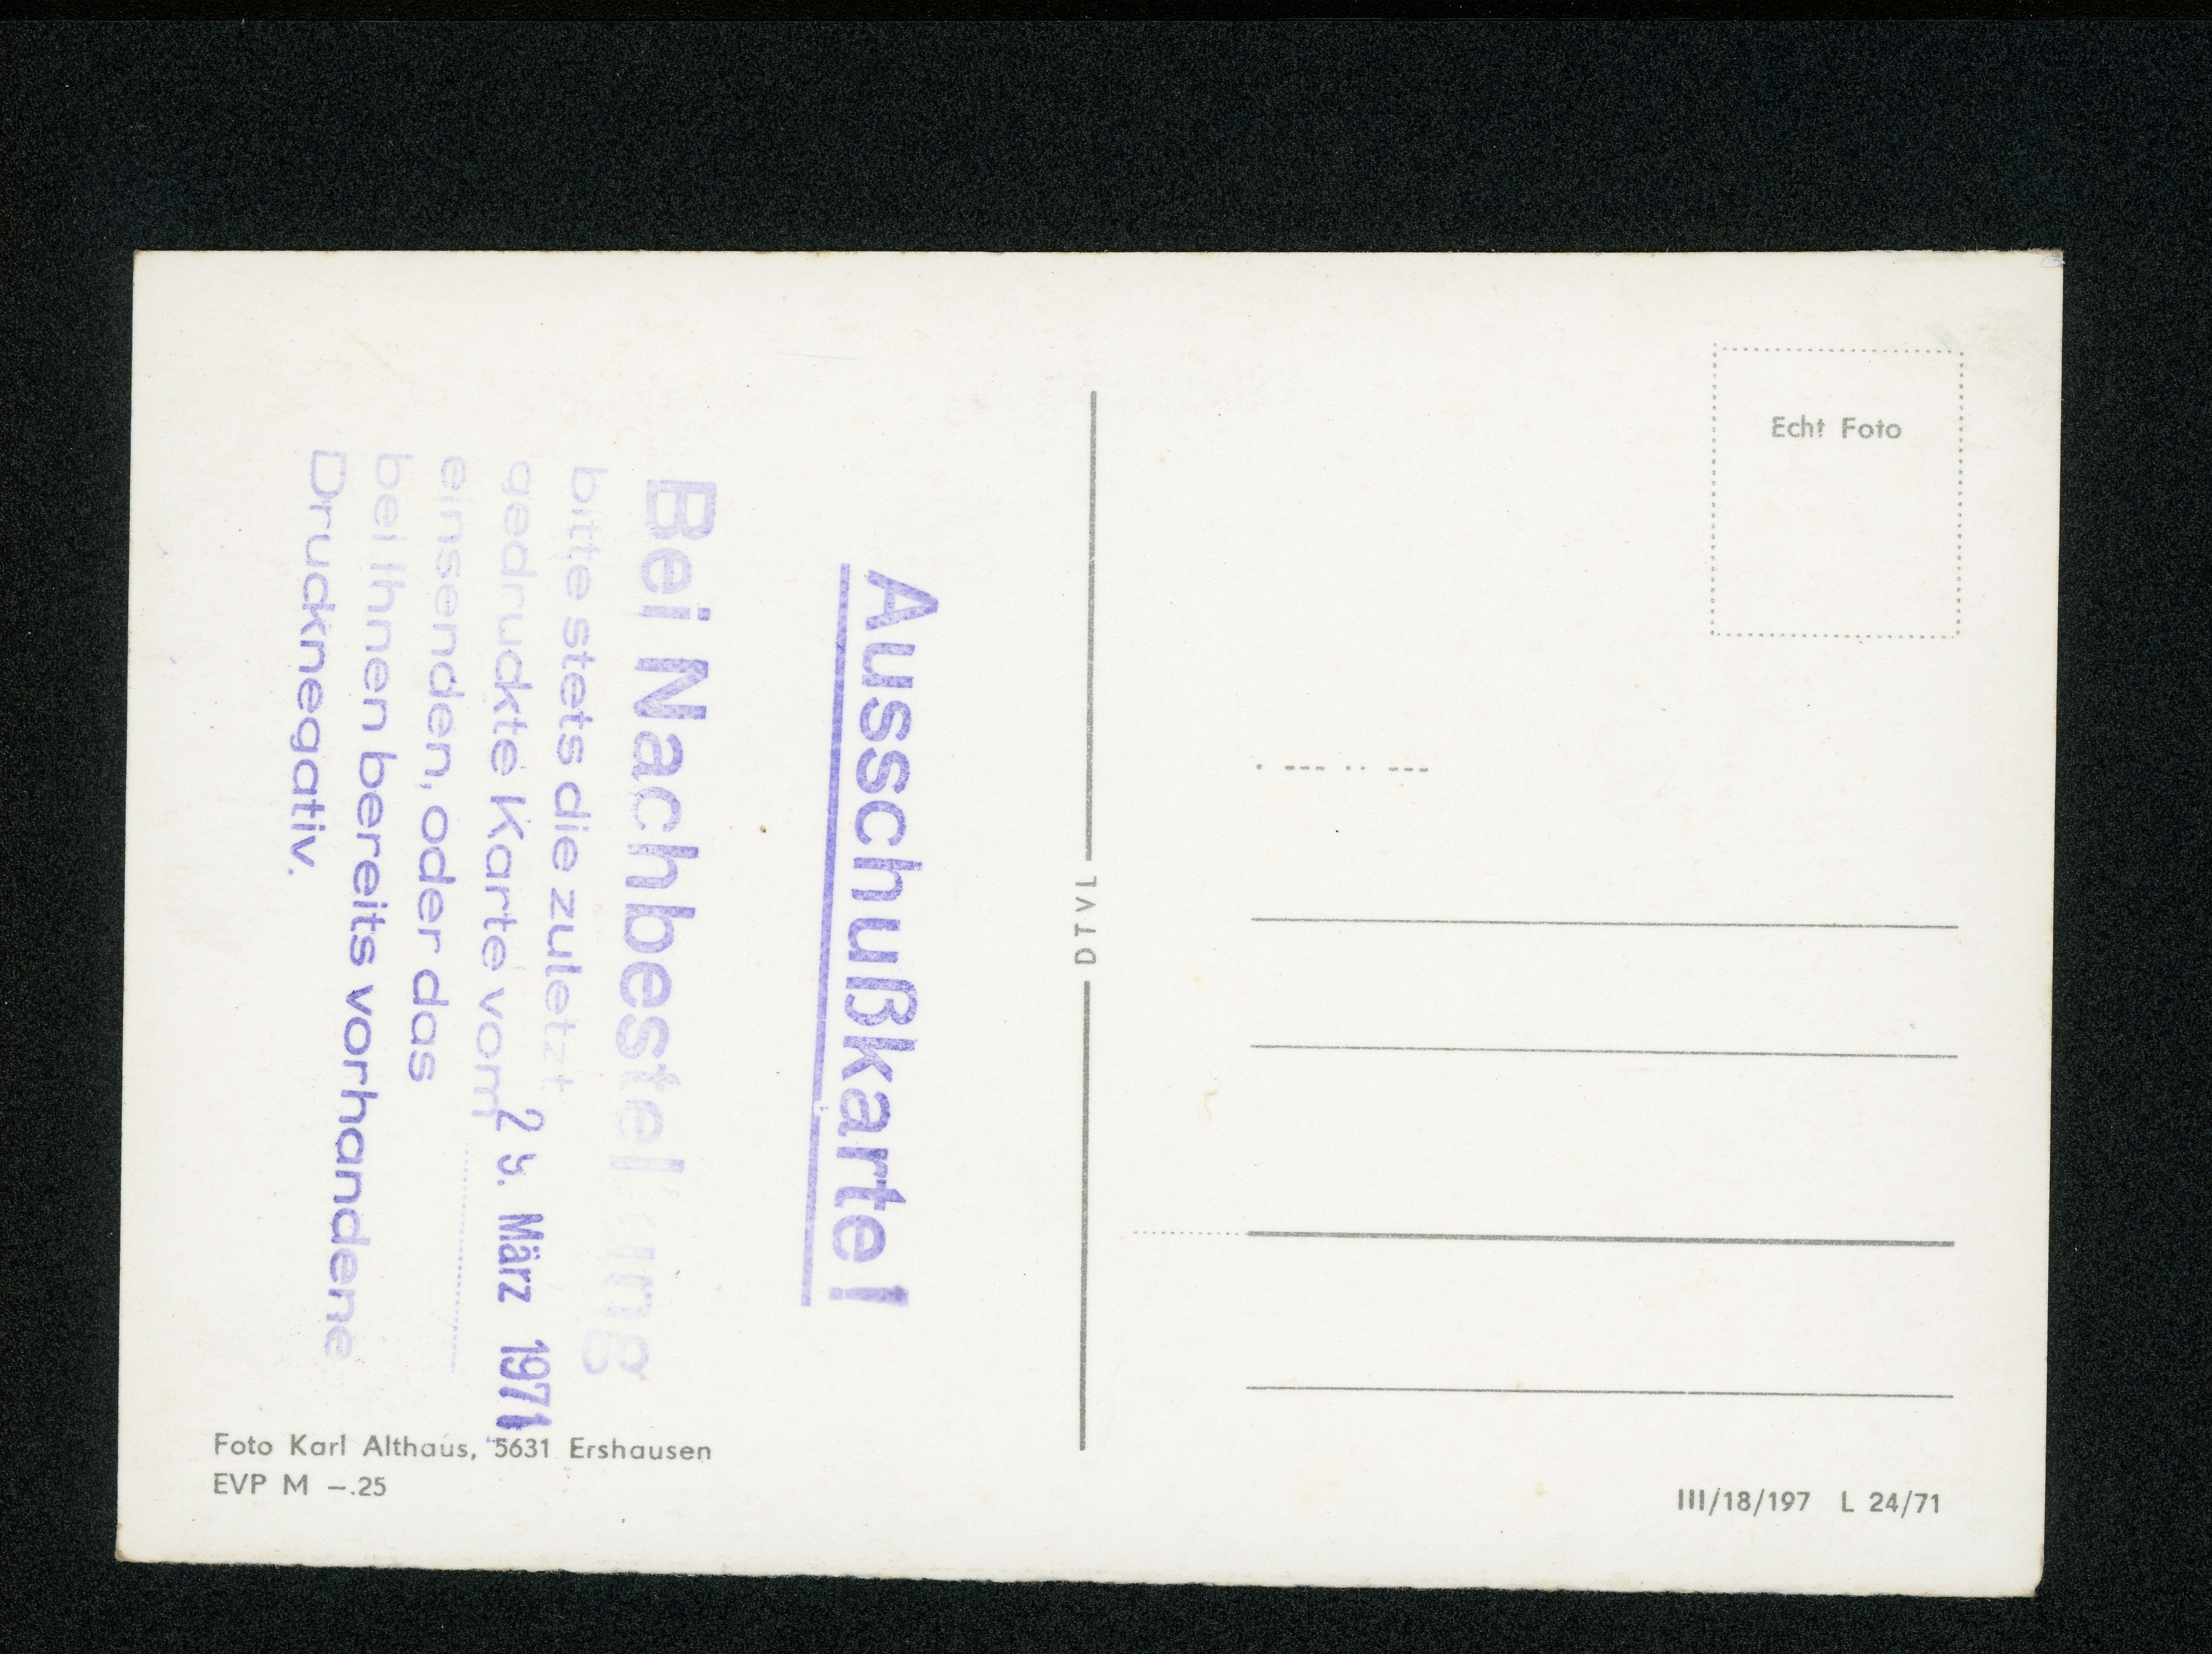 Ausschußkarte!
Bei Nachbestellung
bitte stets die zuletzt
gedruckte Karte vom
März 1971
einsenden, oder das
bei Ihnen bereits vorhandene
Drucknegativ.
Foto Karl Althaus, 5631 Ershausen
EVP M –.25
DTVL
Echt Foto
III/18/197 L 24/71